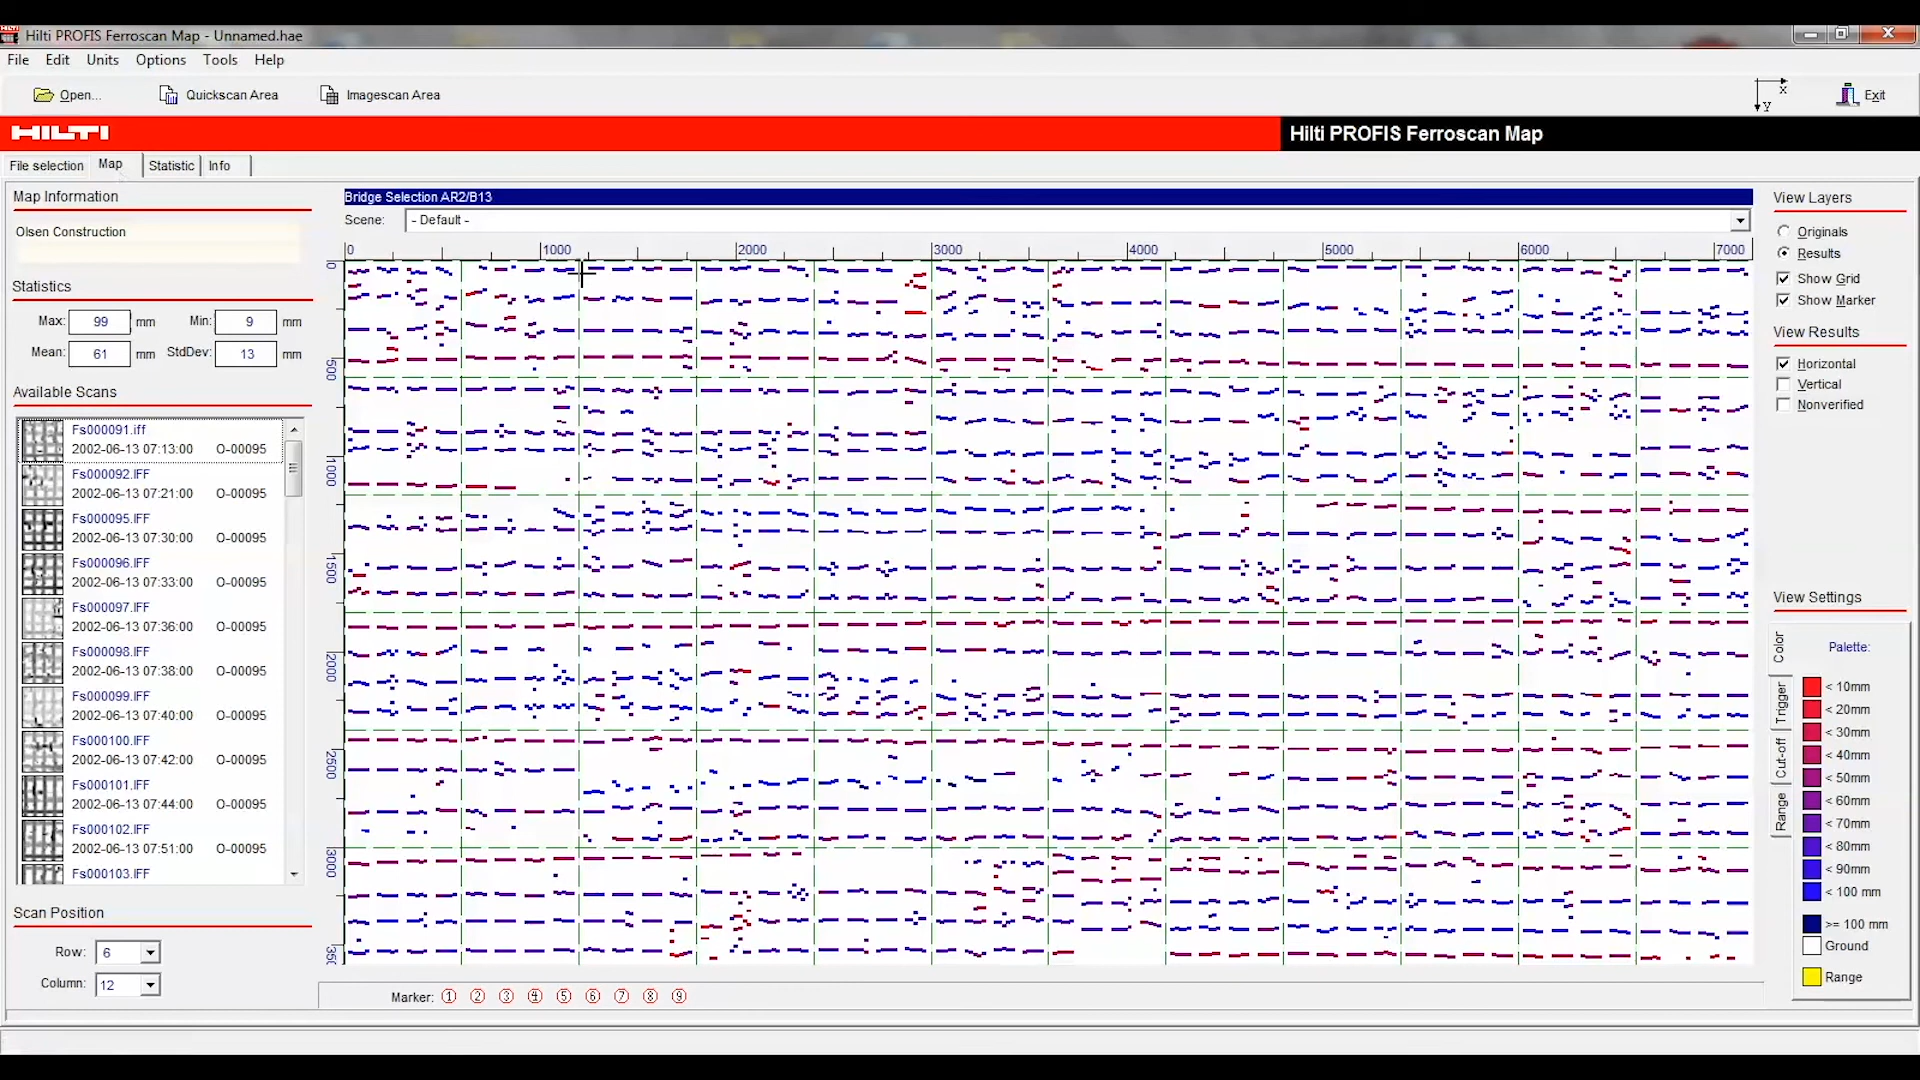 Hilti PROFIS Ferroscan Map - Unnamed.hae
File Edit Units Options Tools Help
Open... Quickscan Area Imagescan Area x y Exit
HILTI Hilti PROFIS Ferroscan Map
File selection Map Statistic Info
Map Information
Olsen Construction
Statistics
Max: 99 mm Min: 9 mm
Mean: 61 mm StdDev: 13 mm
Available Scans
Fs000091.iff
2002-06-13 07:13:00 O-00095
Fs000092.IFF
2002-06-13 07:21:00 O-00095
Fs000095.IFF
2002-06-13 07:30:00 O-00095
Fs000096.IFF
2002-06-13 07:33:00 O-00095
Fs000097.IFF
2002-06-13 07:36:00 O-00095
Fs000098.IFF
2002-06-13 07:38:00 O-00095
Fs000099.IFF
2002-06-13 07:40:00 O-00095
Fs000100.IFF
2002-06-13 07:42:00 O-00095
Fs000101.IFF
2002-06-13 07:44:00 O-00095
Fs000102.IFF
2002-06-13 07:51:00 O-00095
Fs000103.IFF
Scan Position
Row: 6
Column: 12
Bridge Selection AR2/B13
Scene: - Default -
0 1000 2000 3000 4000 5000 6000 7000
0
500
1000
1500
2000
2500
3000
350
Marker: ① ② ③ ④ ⑤ ⑥ ⑦ ⑧ ⑨
View Layers
Originals
Results
Show Grid
Show Marker
View Results
Horizontal
Vertical
Nonverified
View Settings
Color
Trigger
Cut-off
Range
Palette:
< 10mm
< 20mm
< 30mm
< 40mm
< 50mm
< 60mm
< 70mm
< 80mm
< 90mm
< 100 mm
>= 100 mm
Ground
Range